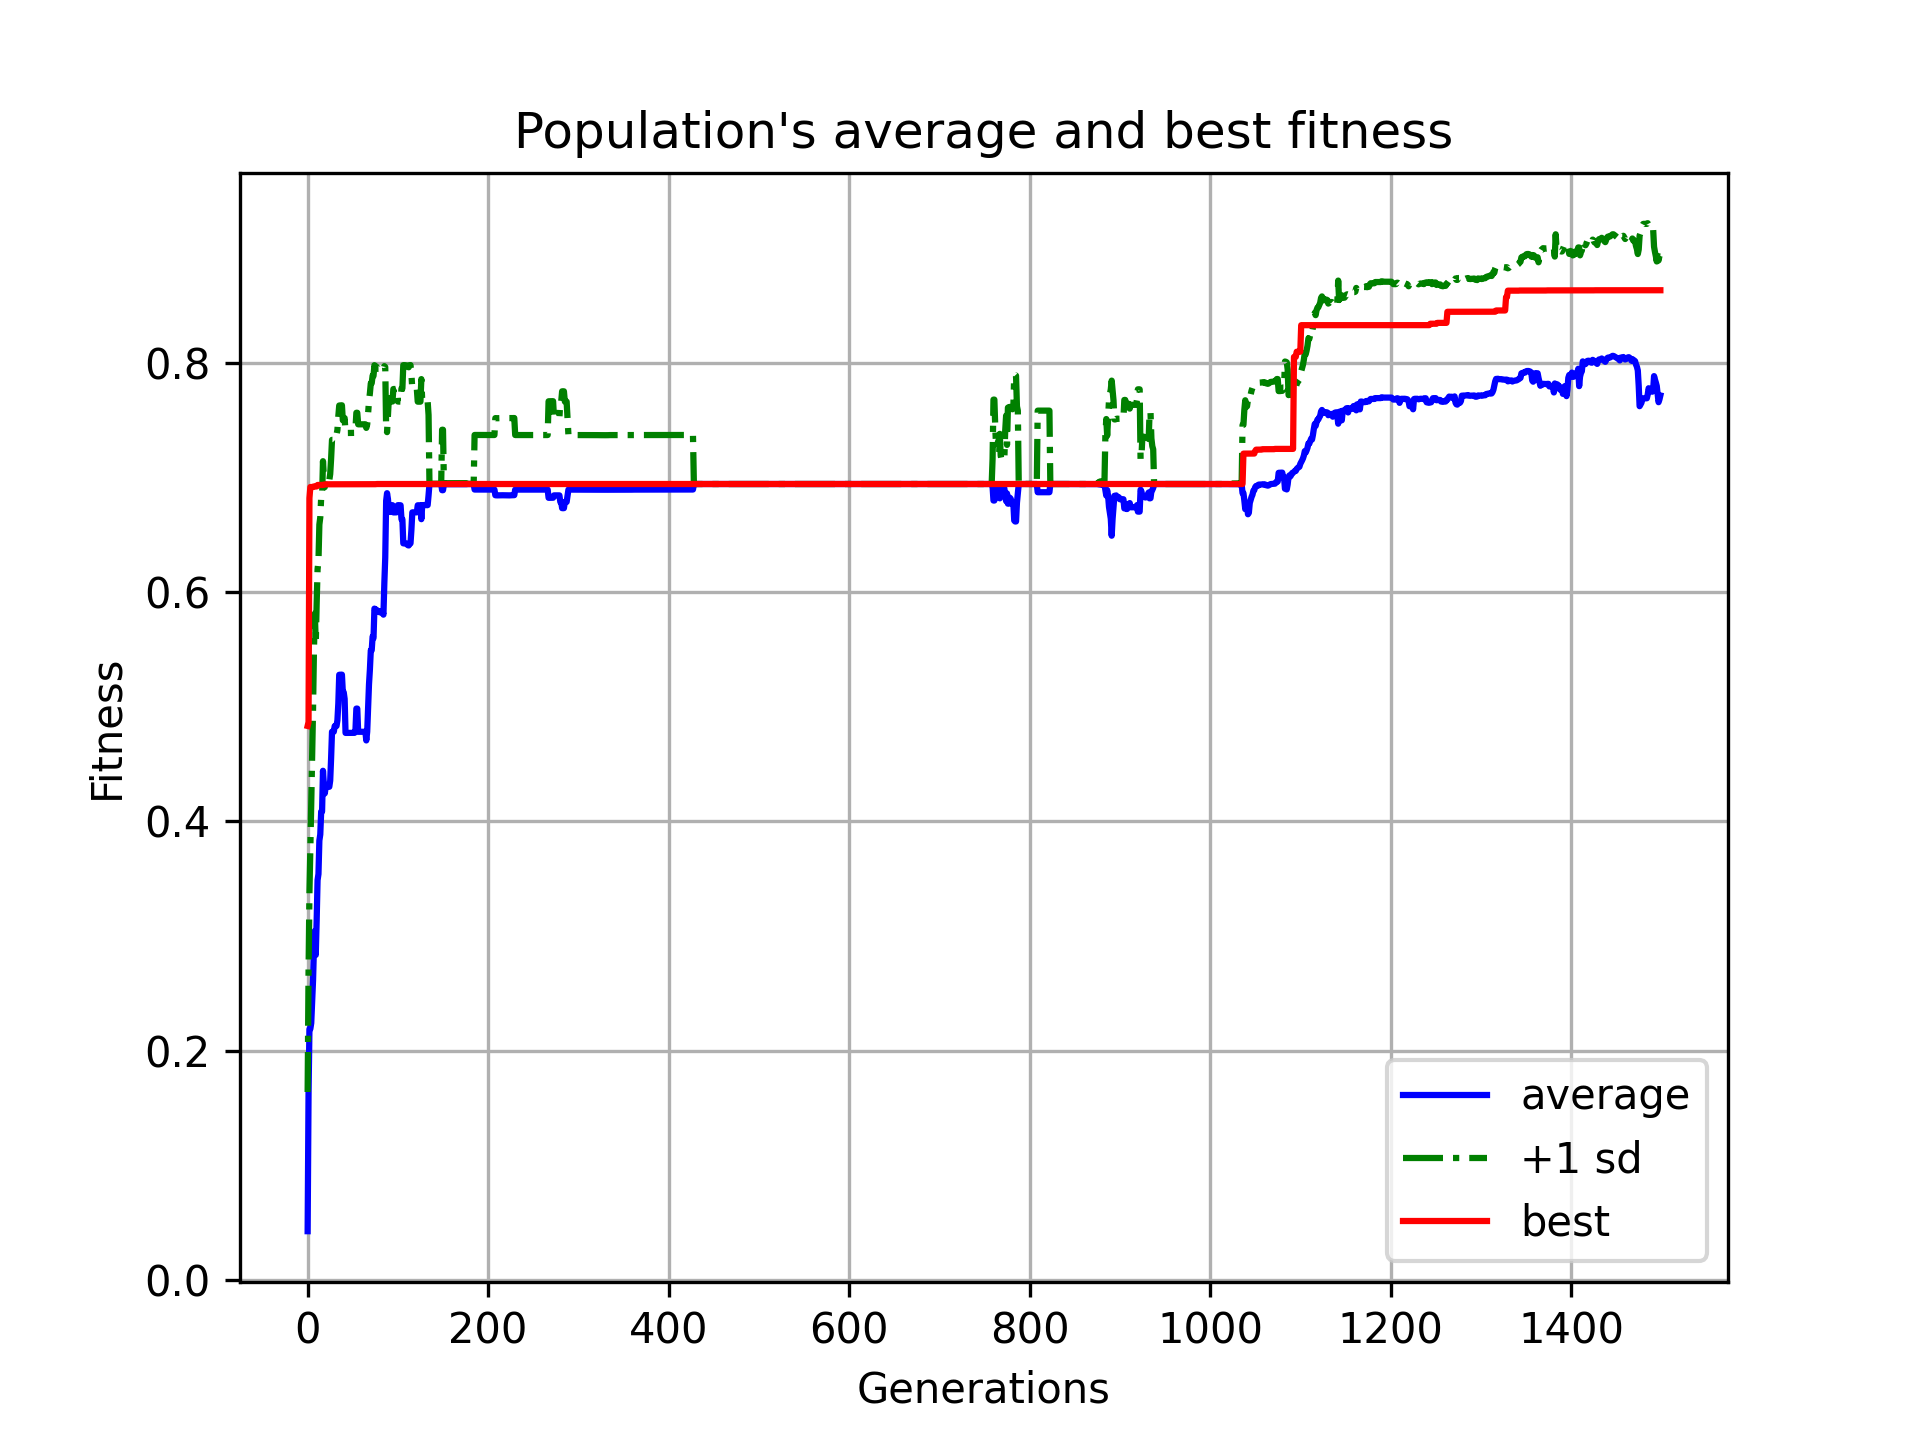 Population's average and best fitness
Fitness
0.8
0.6
0.4
0.2
0.0
0 200 400 600 800 1000 1200 1400
Generations
average
+1 sd
best